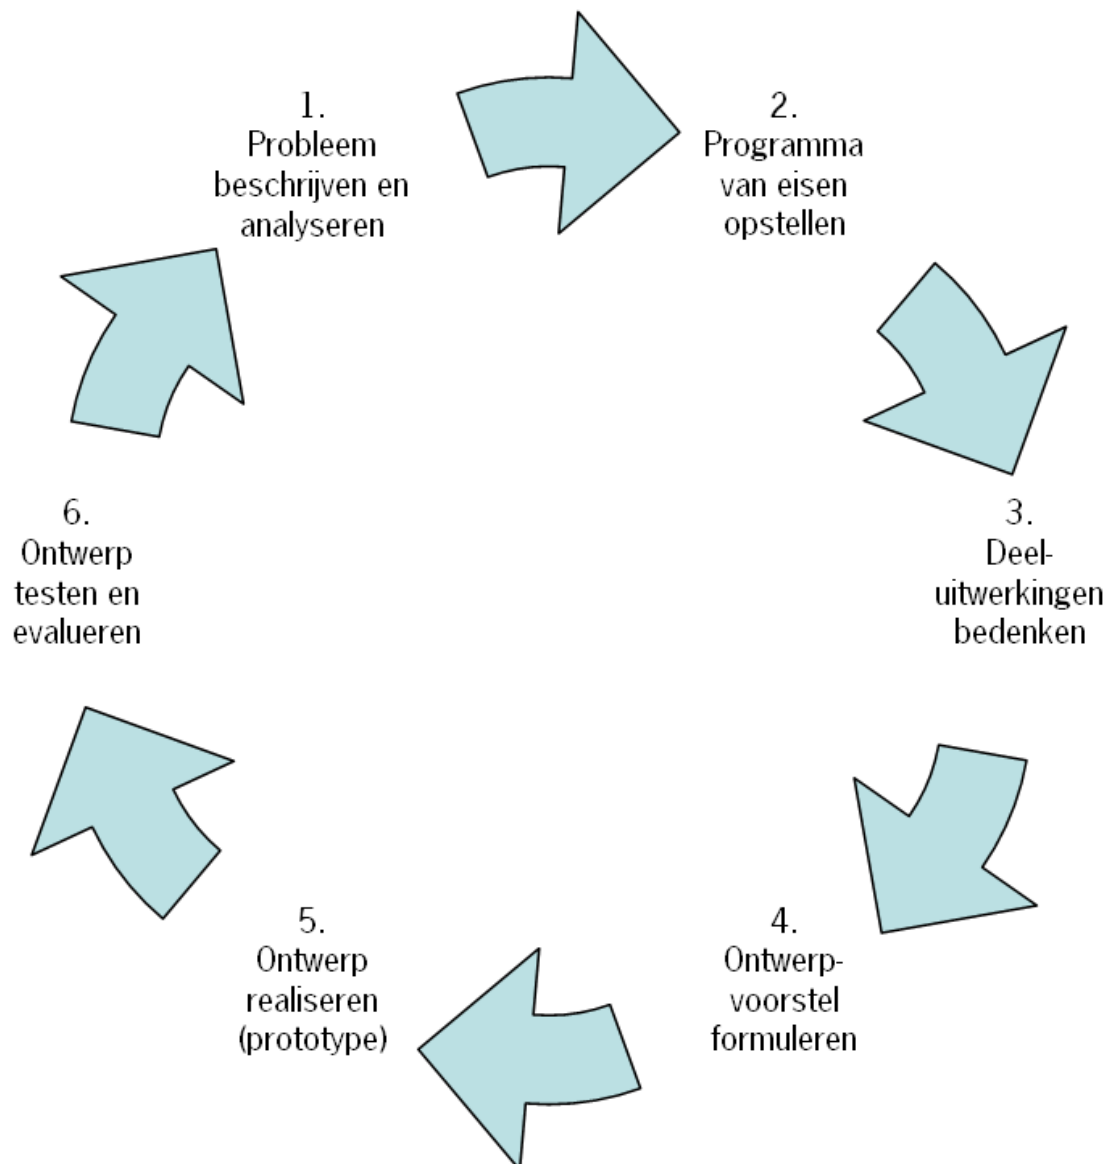 1.
Probleem
beschrijven en
analyseren
2.
Programma
van eisen
opstellen
3.
Deel-
uitwerkingen
bedenken
4.
Ontwerp-
voorstel
formuleren
5.
Ontwerp
realiseren
(prototype)
6.
Ontwerp
testen en
evalueren